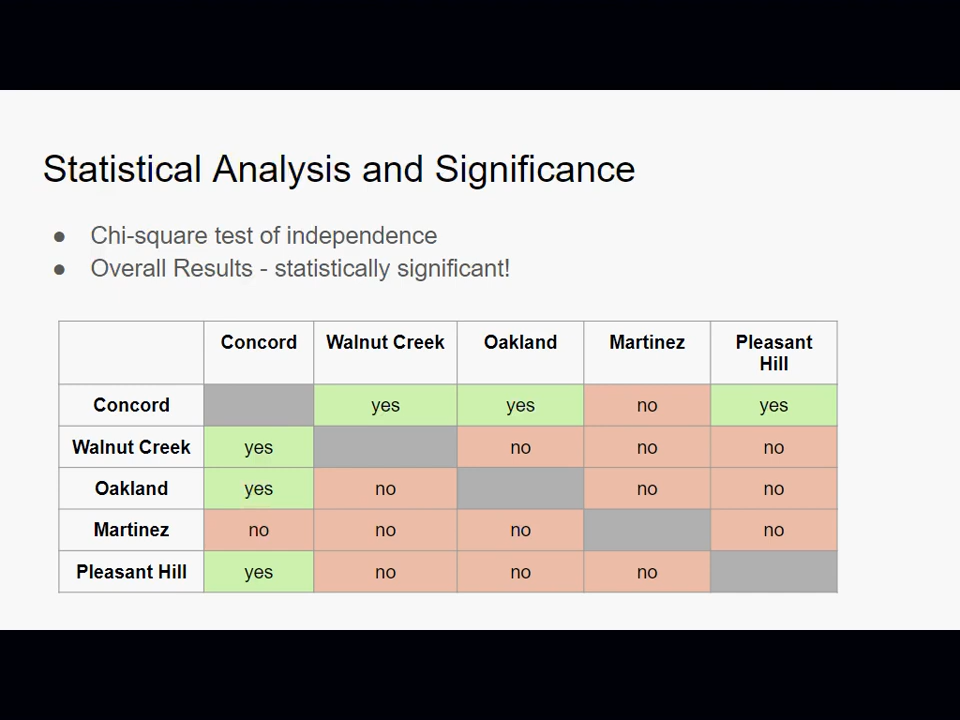 Statistical Analysis and Significance
● Chi-square test of independence
● Overall Results - statistically significant!
Concord Walnut Creek Oakland Martinez Pleasant Hill
Concord yes yes no yes
Walnut Creek yes no no no
Oakland yes no no no
Martinez no no no no
Pleasant Hill yes no no no